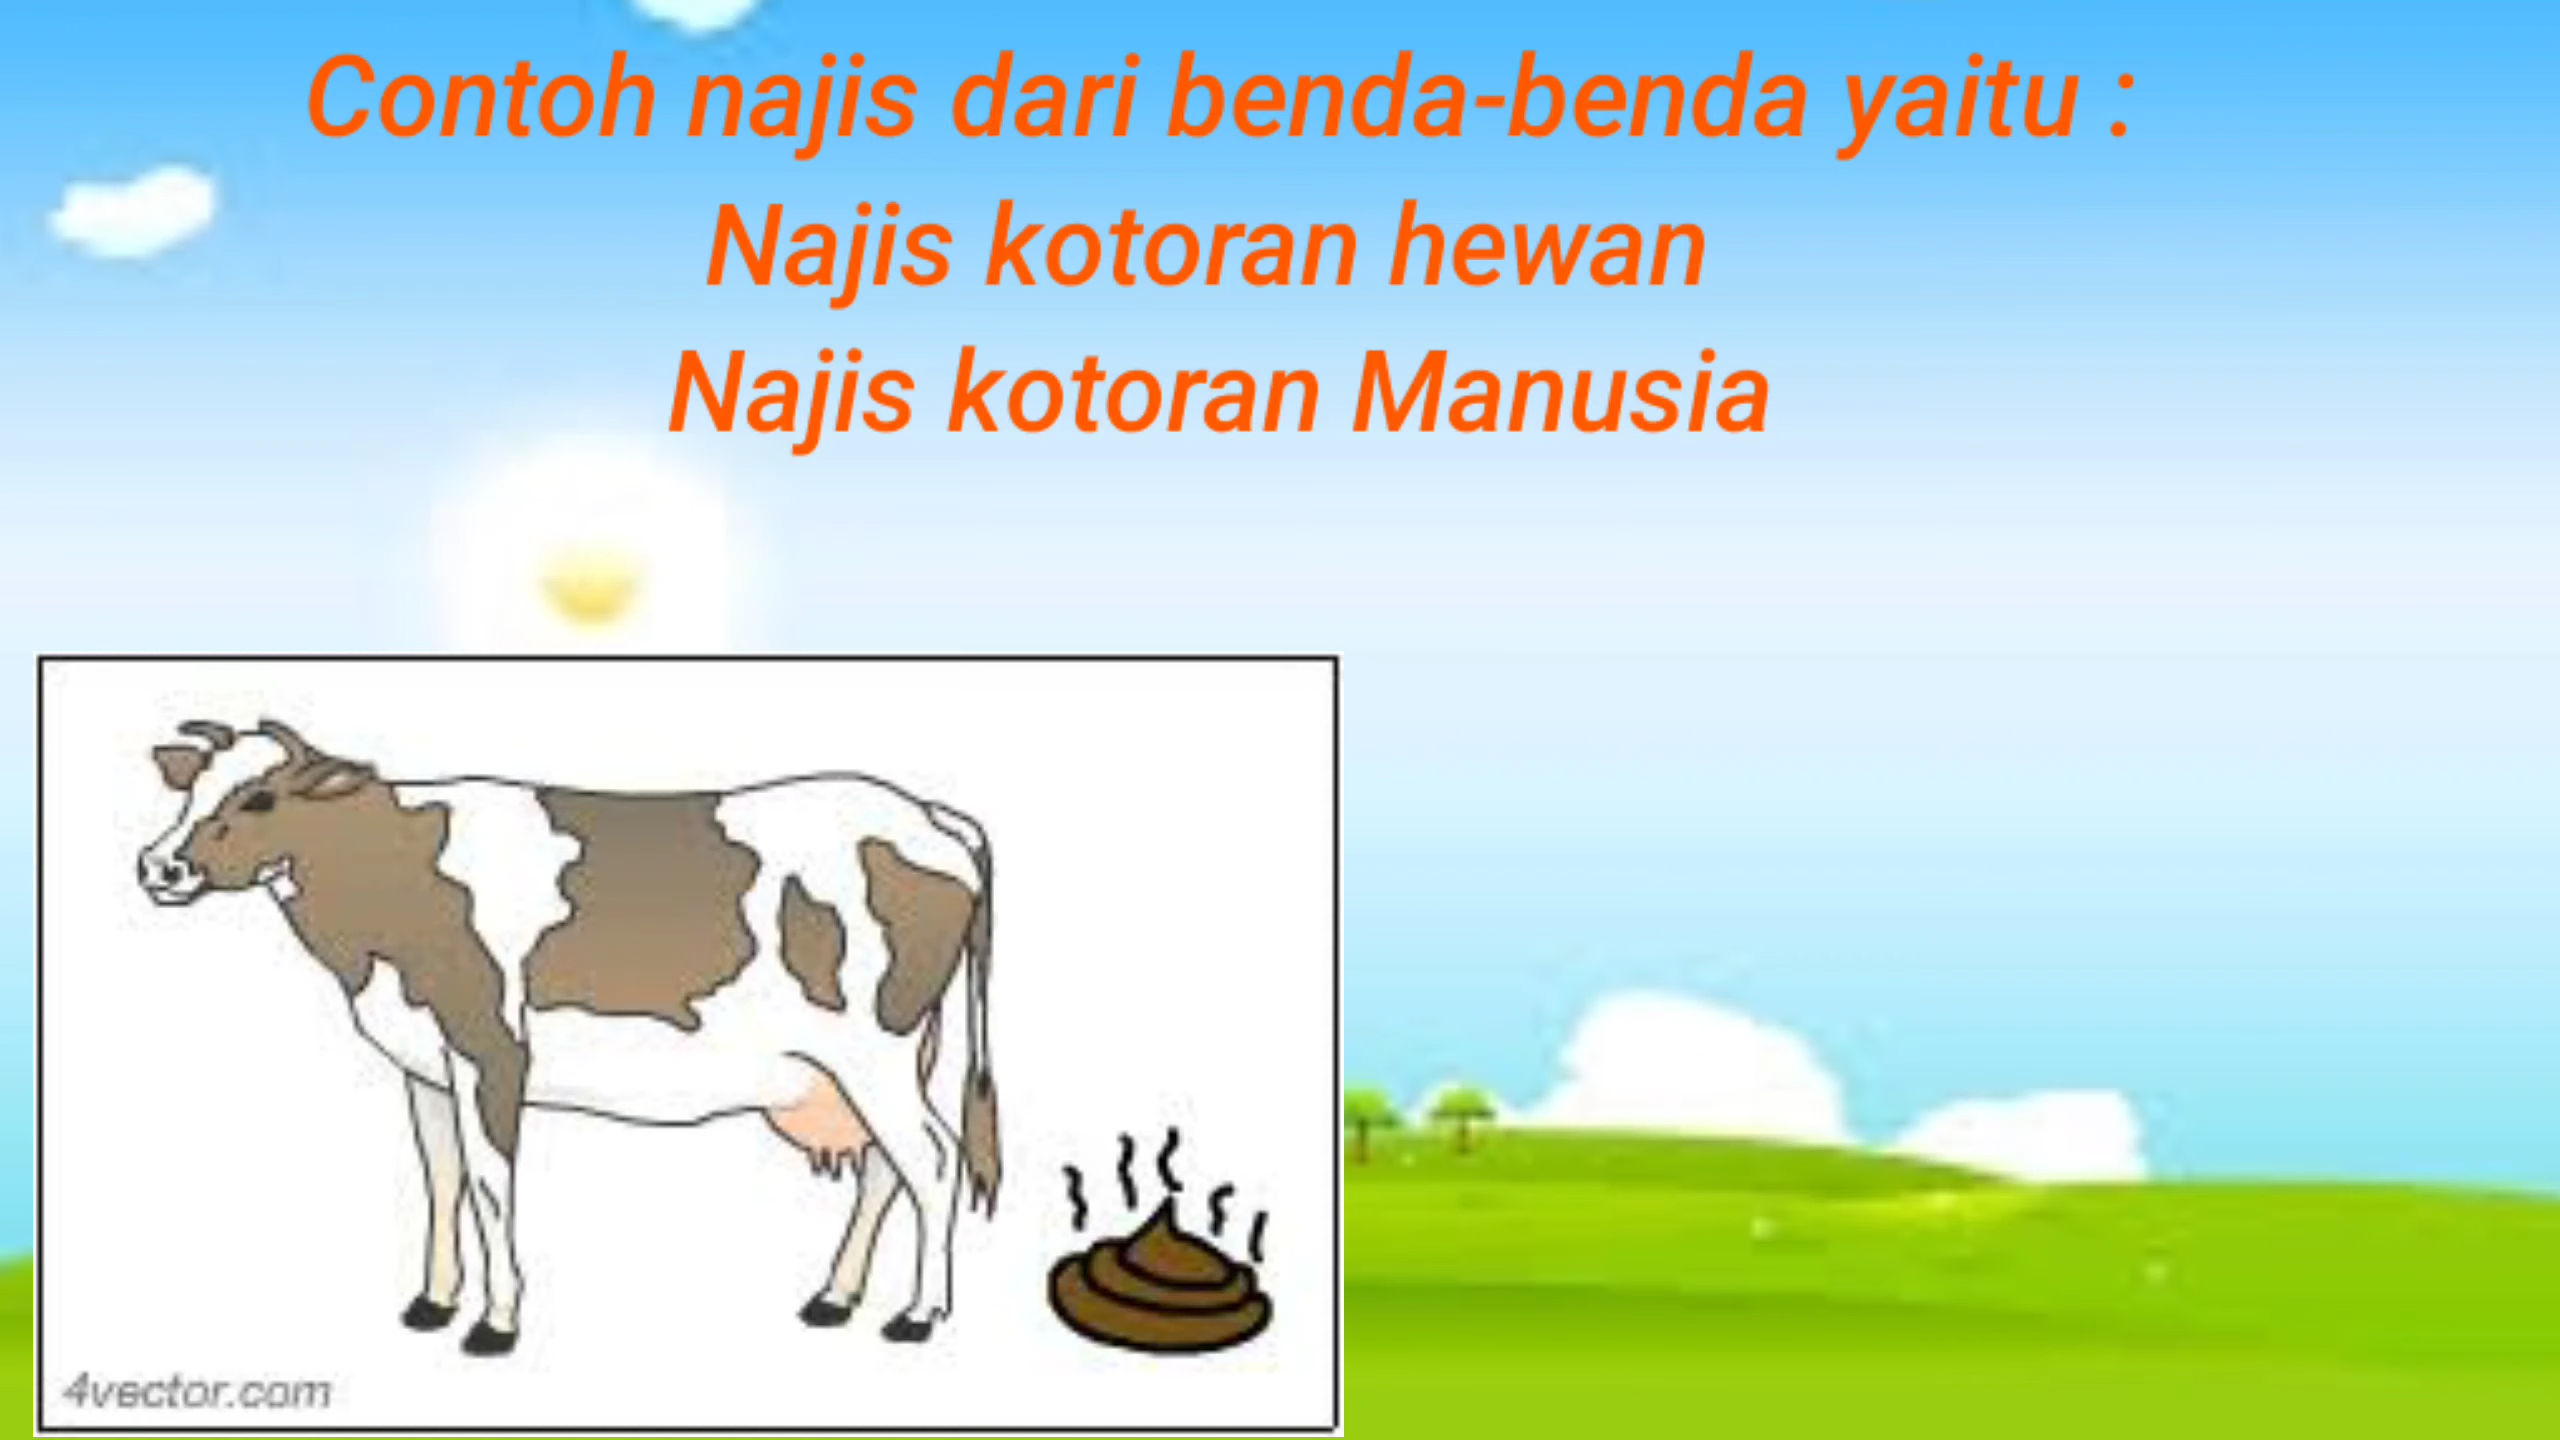 Contoh najis dari benda-benda yaitu :
Najis kotoran hewan
Najis kotoran Manusia
4vector.com